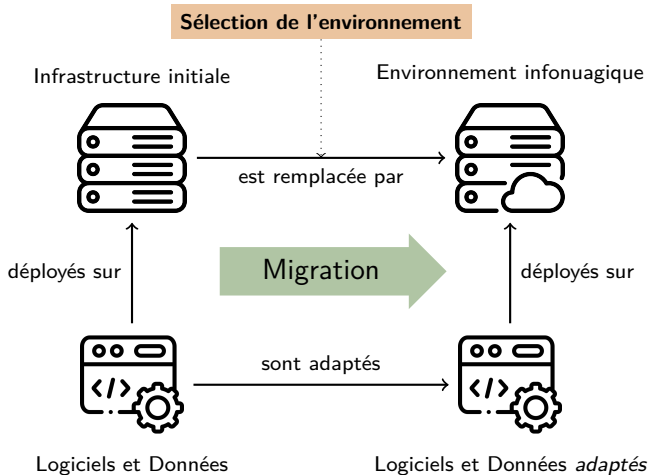 Sélection de l'environnement
Infrastructure initiale
Environnement infonuagique
est remplacée par
déployés sur
Migration
déployés sur
</>
sont adaptés
</>
Logiciels et Données
Logiciels et Données adaptés